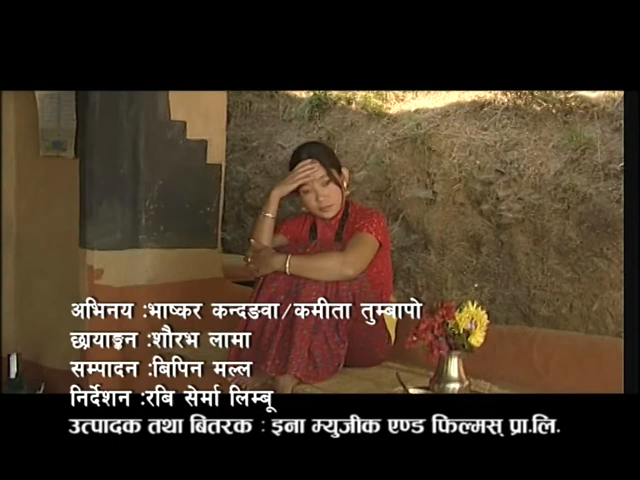 अभिनय :भाष्कर कन्दङवा/कमीता तुम्बापो
छायाङ्कन :शौरभ लामा
सम्पादन :बिपिन मल्ल
निर्देशन :रबि सेर्मा लिम्बू
उत्पादक तथा बितरक : इना म्युजीक एण्ड फिल्मस् प्रा.लि.